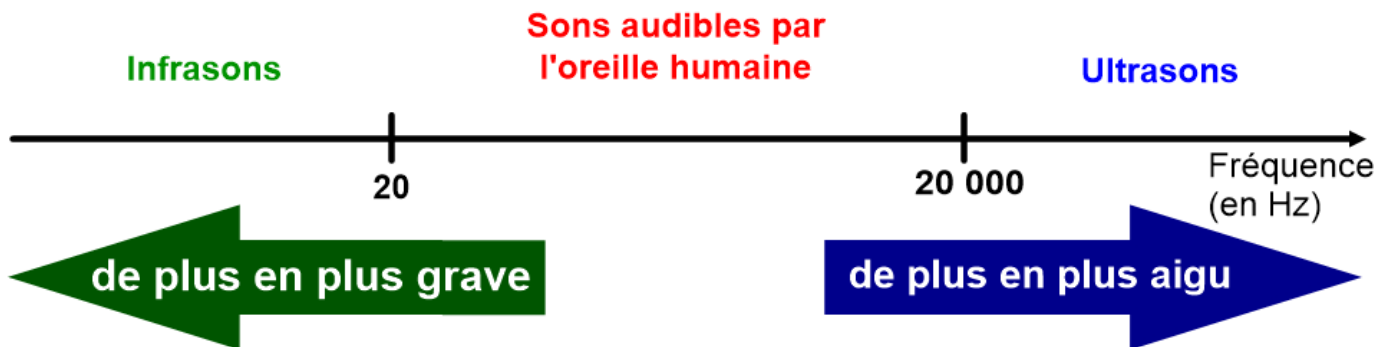 Sons audibles par
l'oreille humaine
Infrasons
Ultrasons
20
20 000
Fréquence
(en Hz)
de plus en plus grave
de plus en plus aigu